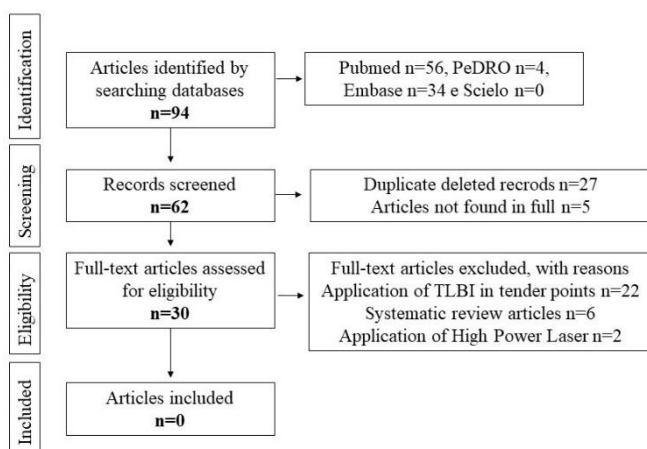 Identification
Articles identified by
searching databases
n=94
Pubmed n=56, PeDRO n=4,
Embase n=34 e Scielo n=0
Screening
Records screened
n=62
Duplicate deleted recrods n=27
Articles not found in full n=5
Eligibility
Full-text articles assessed
for eligibility
n=30
Full-text articles excluded, with reasons
Application of TLBI in tender points n=22
Systematic review articles n=6
Application of High Power Laser n=2
Included
Articles included
n=0